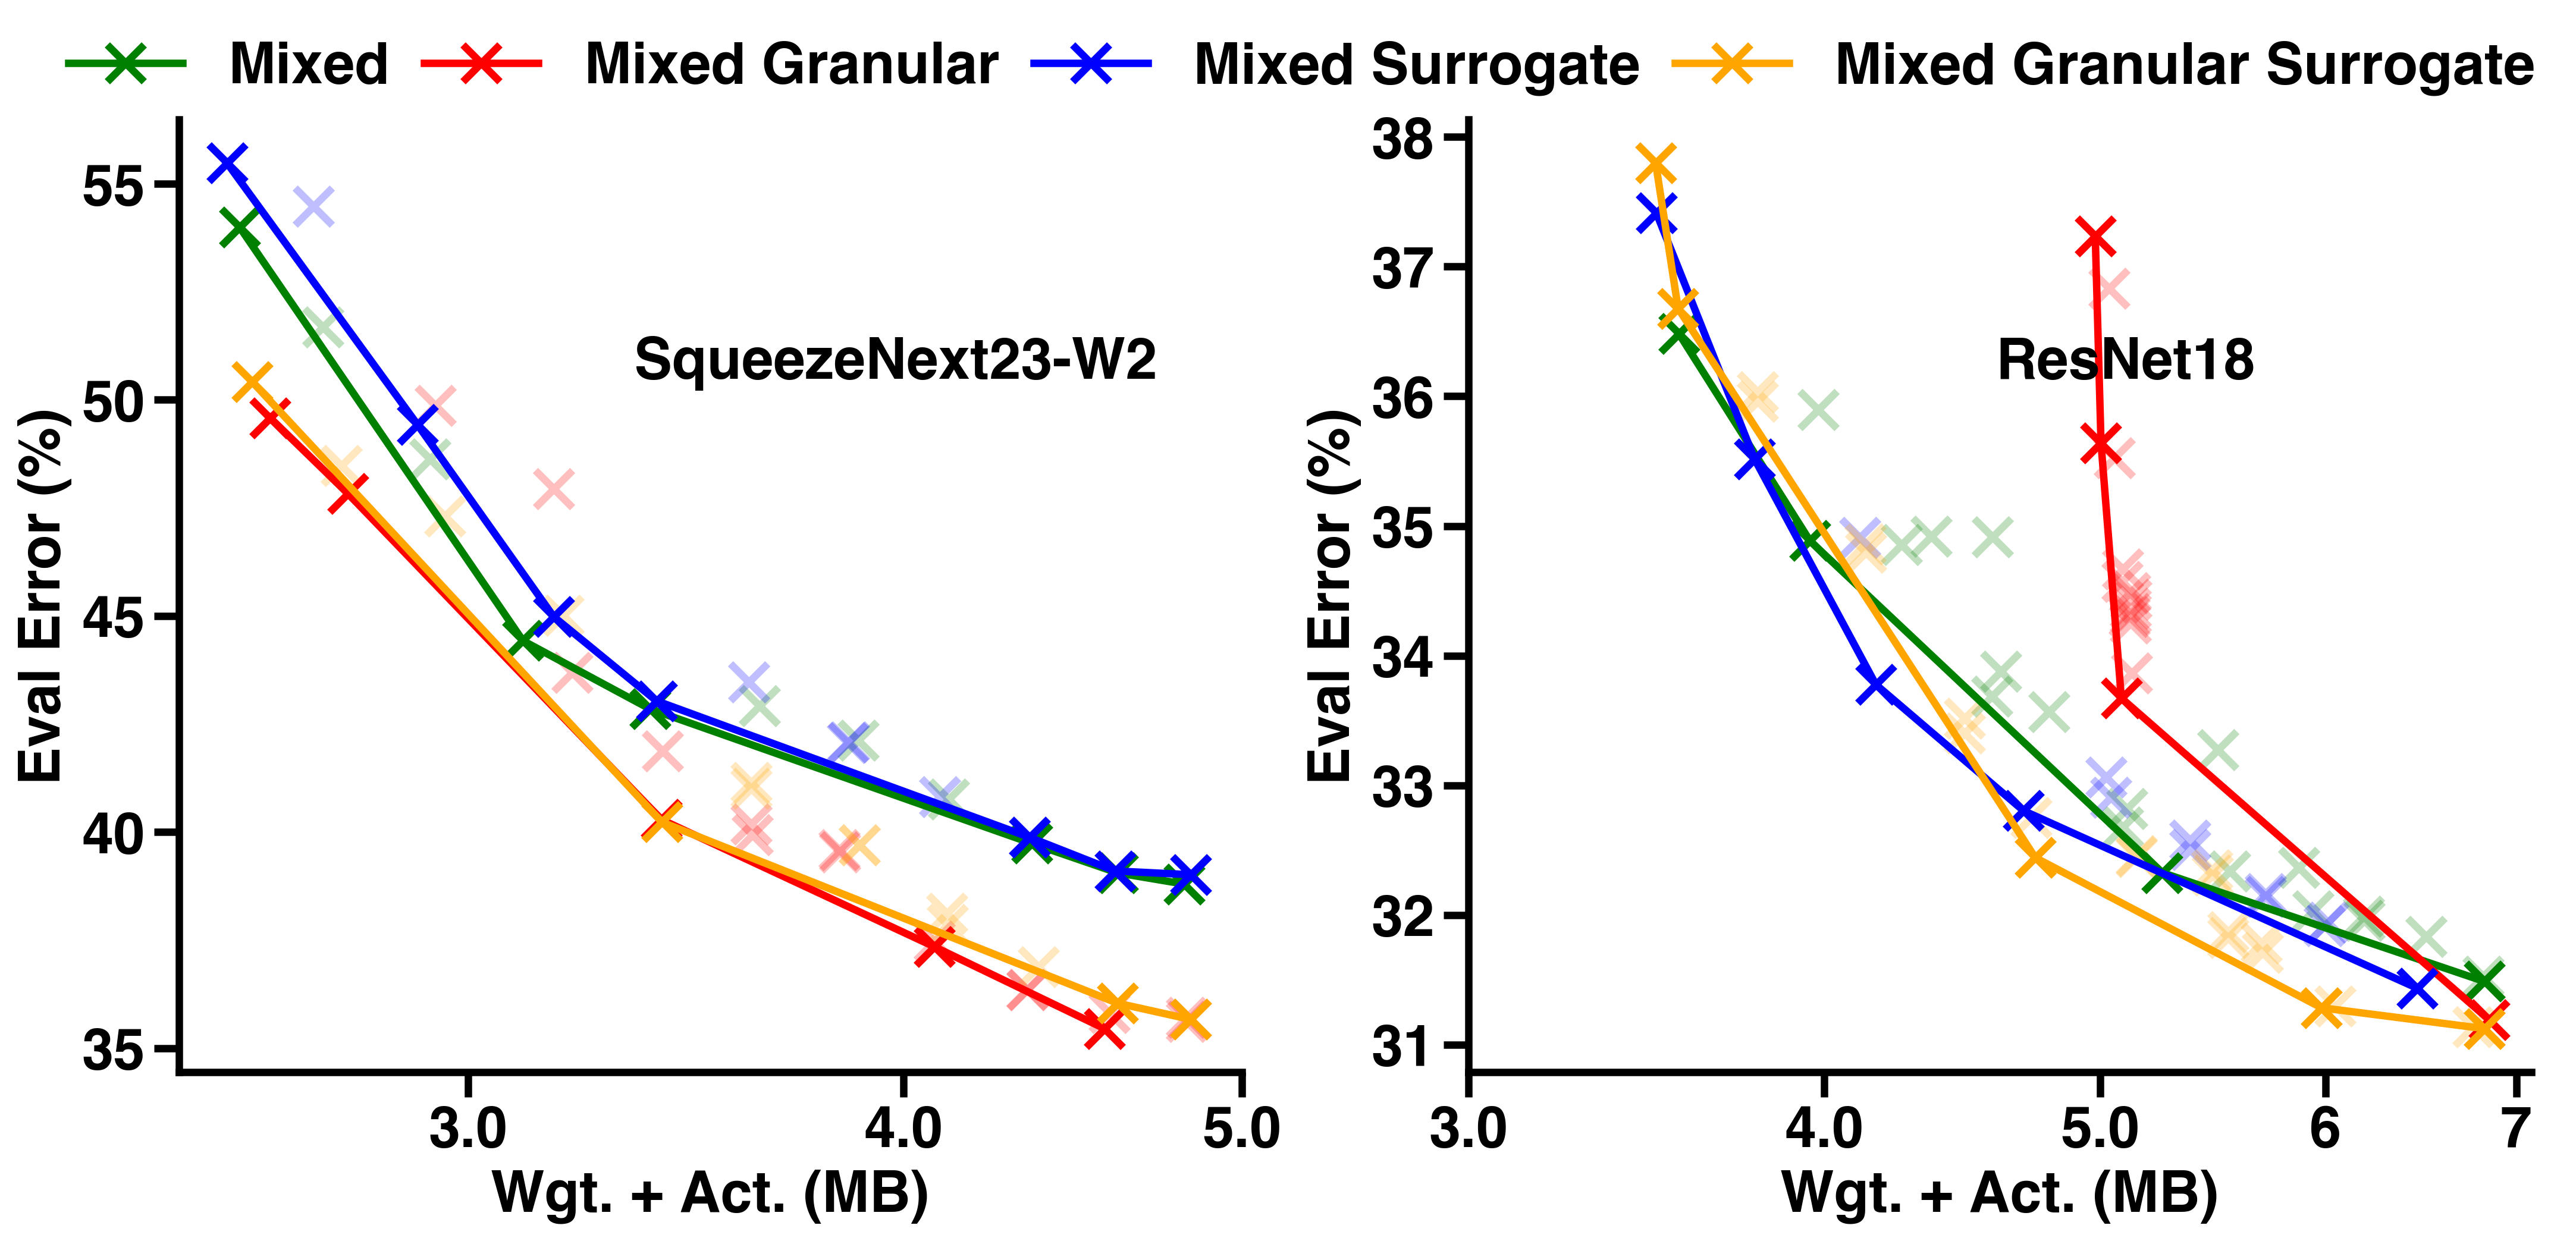 Mixed Mixed Granular Mixed Surrogate Mixed Granular Surrogate
SqueezeNext23-W2
Eval Error (%)
55
50
45
40
35
3.0 4.0 5.0
Wgt. + Act. (MB)
ResNet18
Eval Error (%)
38
37
36
35
34
33
32
31
3.0 4.0 5.0 6 7
Wgt. + Act. (MB)